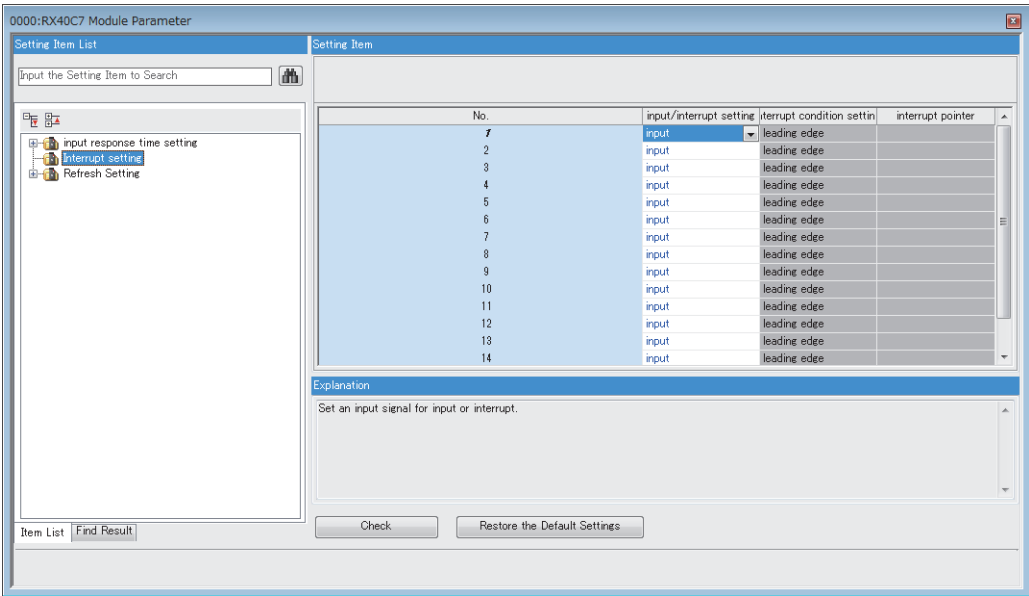 0000:RX40C7 Module Parameter
Setting Item List
Setting Item
Input the Setting Item to Search
input response time setting
Interrupt setting
Refresh Setting
No. input/interrupt setting terrupt condition settin interrupt pointer
1 input leading edge
2 input leading edge
3 input leading edge
4 input leading edge
5 input leading edge
6 input leading edge
7 input leading edge
8 input leading edge
9 input leading edge
10 input leading edge
11 input leading edge
12 input leading edge
13 input leading edge
14 input leading edge
Explanation
Set an input signal for input or interrupt.
Item List Find Result
Check Restore the Default Settings